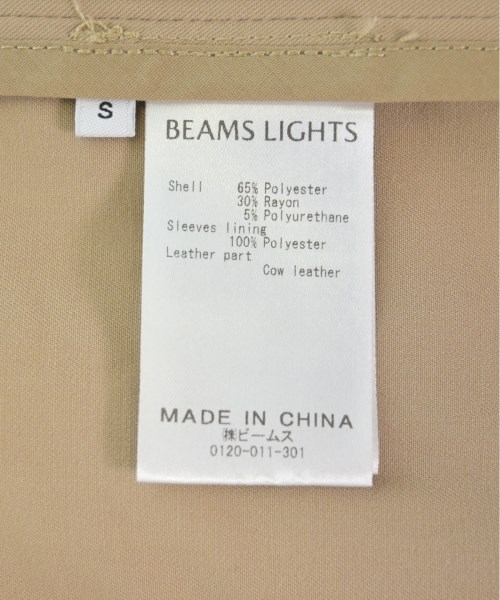 S
BEAMS LIGHTS
Shell 65% Polyester
30% Rayon
5% Polyurethane
Sleeves lining
100% Polyester
Leather part
Cow leather
MADE IN CHINA
㈱ビームス
0120-011-301